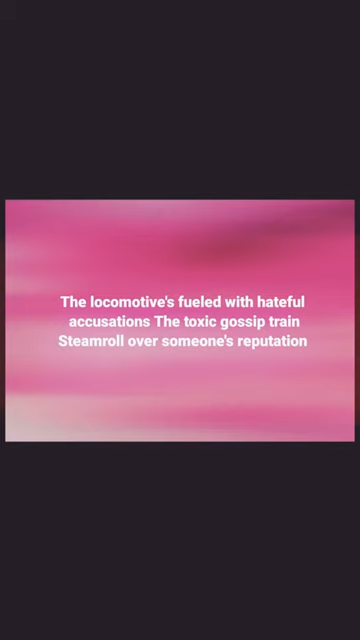 The locomotive's fueled with hateful
accusations The toxic gossip train
Steamroll over someone's reputation